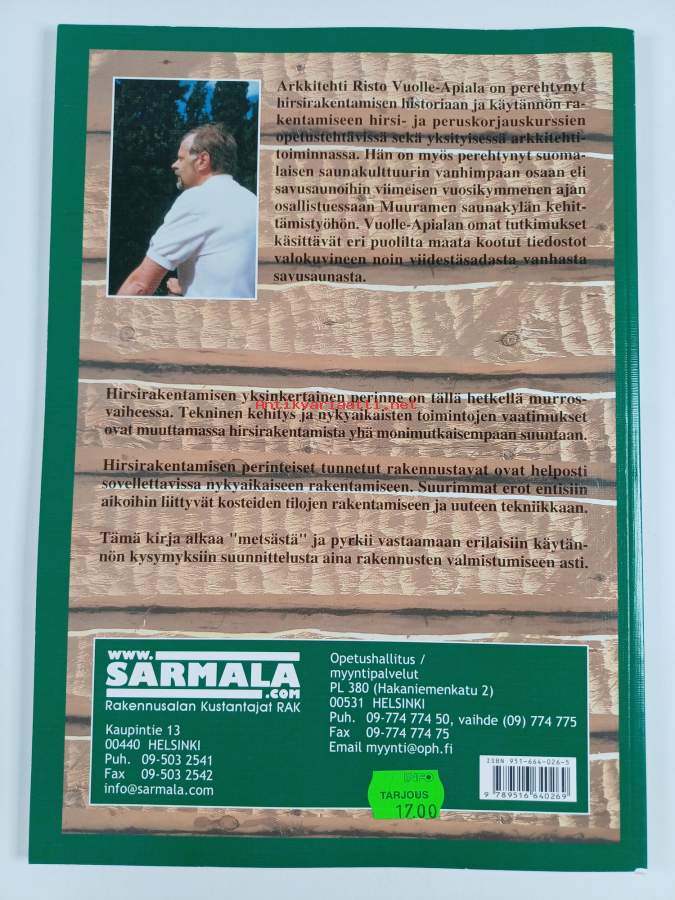 Arkkitehti Risto Vuolle-Apiala on perehtynyt
hirsirakentamisen historiaan ja käytännön ra-
kentamiseen hirsi- ja peruskorjauskurssien
opetustehtävissä sekä yksityisessä arkkitehti-
toiminnassa. Hän on myös perehtynyt suoma-
laisen saunakulttuurin vanhimpaan osaan eli
savusaunoihin viimeisen vuosikymmenen ajan
osallistuessaan Muuramen saunakylän kehit-
tämistyöhön. Vuolle-Apialan omat tutkimukset
käsittävät eri puolilta maata kootut tiedostot
valokuvineen noin viidestäsadasta vanhasta
savusaunasta.
Hirsirakentamisen yksinkertainen perinne on tällä hetkellä murros-
Antikvariaatti.net
vaiheessa. Tekninen kehitys ja nykyaikaisten toimintojen vaatimukset
ovat muuttamassa hirsirakentamista yhä monimutkaisempaan suuntaan.
Hirsirakentamisen perinteiset tunnetut rakennustavat ovat helposti
sovellettavissa nykyaikaiseen rakentamiseen. Suurimmat erot entisiin
aikoihin liittyvät kosteiden tilojen rakentamiseen ja uuteen tekniikkaan.
Tämä kirja alkaa "metsästä" ja pyrkii vastaamaan erilaisiin käytän-
nön kysymyksiin suunnittelusta aina rakennusten valmistumiseen asti.
www.
SARMALA
.com
Rakennusalan Kustantajat RAK
Kaupintie 13
00440 HELSINKI
Puh. 09-503 2541
Fax 09-503 2542
info@sarmala.com
Opetushallitus /
myyntipalvelut
PL 380 (Hakaniemenkatu 2)
00531 HELSINKI
Puh. 09-774 774 50, vaihde (09) 774 775
Fax 09-774 774 75
Email myynti@oph.fi
INFO
TARJOUS
17.00
ISBN 951-664-026-5
9 789516 640269